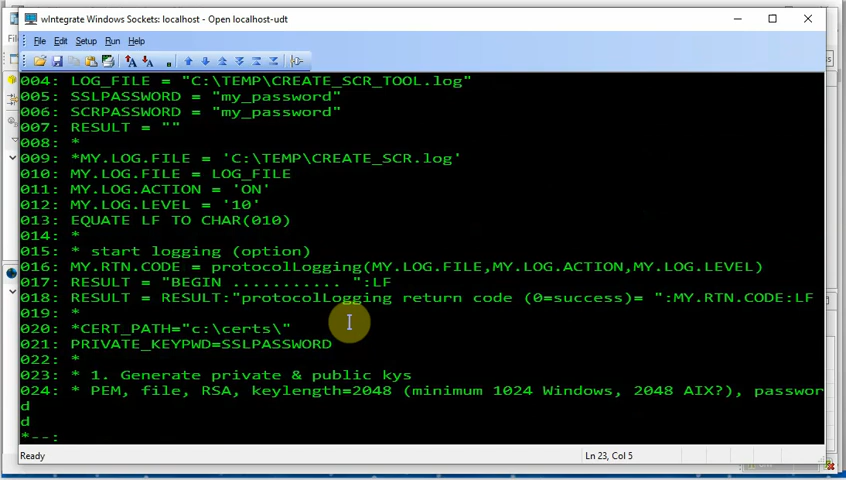 wIntegrate Windows Sockets: localhost - Open localhost-udt
File Edit Setup Run Help
004: LOG_FILE = "C:\TEMP\CREATE_SCR_TOOL.log"
005: SSLPASSWORD = "my_password"
006: SCRPASSWORD = "my_password"
007: RESULT = ""
008: *
009: *MY.LOG.FILE = 'C:\TEMP\CREATE_SCR.log'
010: MY.LOG.FILE = LOG_FILE
011: MY.LOG.ACTION = 'ON'
012: MY.LOG.LEVEL = '10'
013: EQUATE LF TO CHAR(010)
014: *
015: * start logging (option)
016: MY.RTN.CODE = protocolLogging(MY.LOG.FILE,MY.LOG.ACTION,MY.LOG.LEVEL)
017: RESULT = "BEGIN ........... ":LF
018: RESULT = RESULT:"protocolLogging return code (0=success)= ":MY.RTN.CODE:LF
019: *
020: *CERT_PATH="c:\certs\"
021: PRIVATE_KEYPWD=SSLPASSWORD
022: *
023: * 1. Generate private & public kys
024: * PEM, file, RSA, keylength=2048 (minimum 1024 Windows, 2048 AIX?), passwor
d
d
*--:
Ready
Ln 23, Col 5